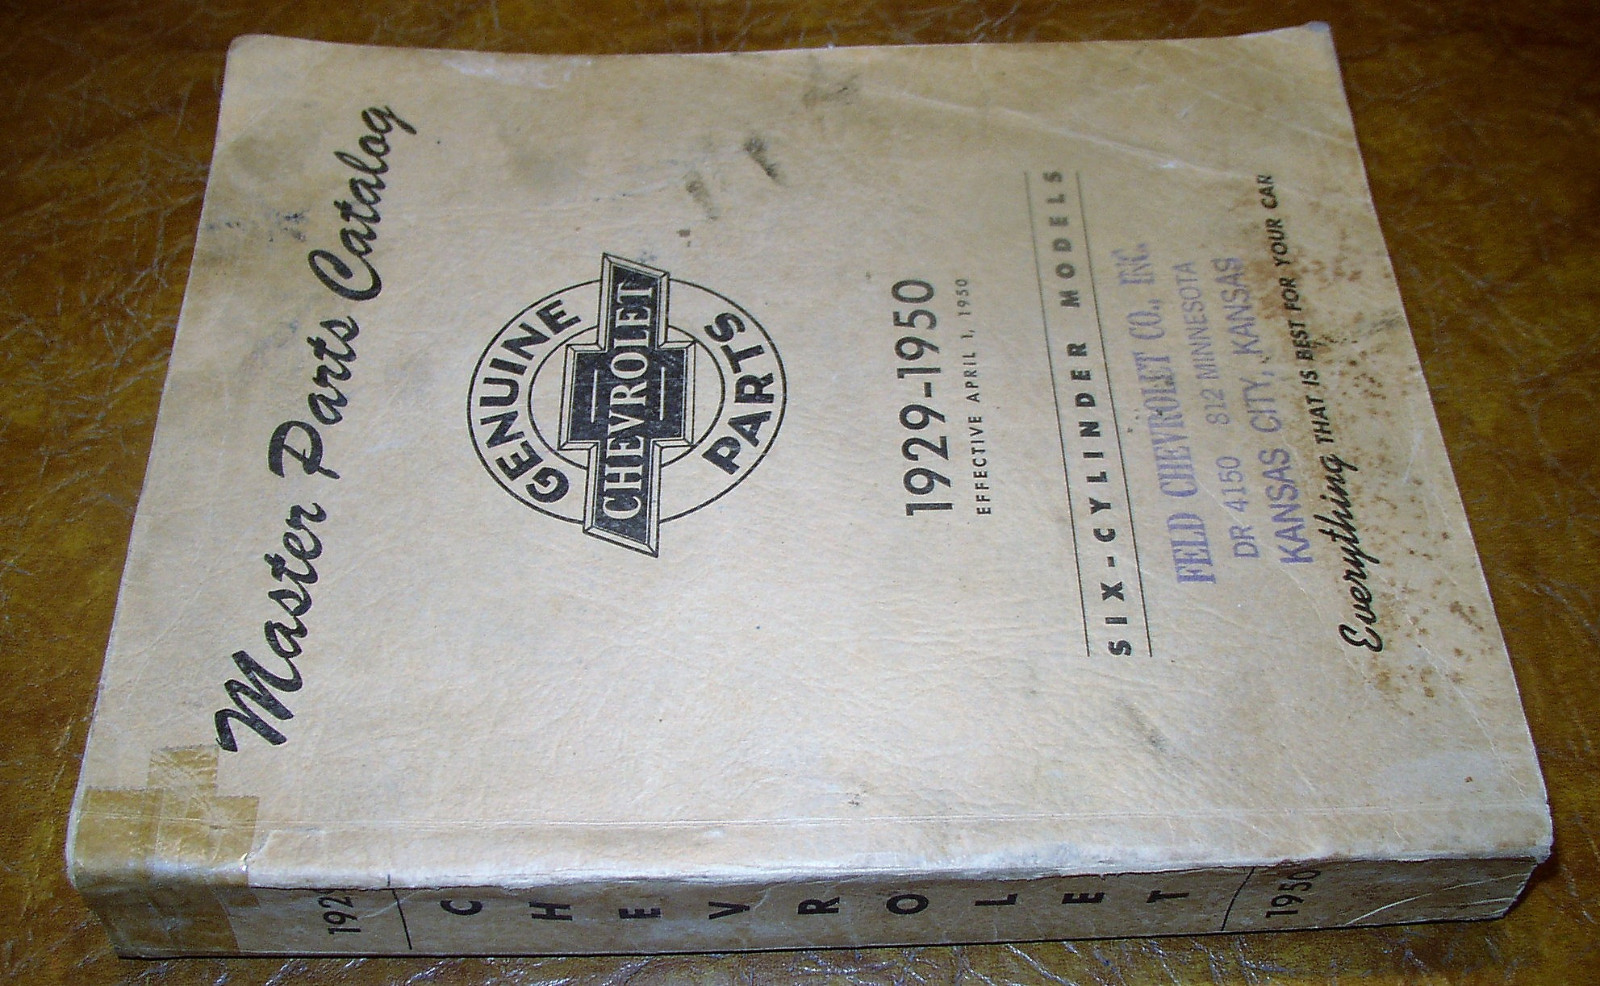 Master Parts Catalog
GENUINE
CHEVROLET
PARTS
1929-1950
EFFECTIVE APRIL 1, 1950
SIX-CYLINDER MODELS
FELD CHEVROLET CO., INC.
DR 4150 812 MINNESOTA
KANSAS CITY, KANSAS
Everything THAT IS BEST FOR YOUR CAR
1929
CHEVROLET
1950